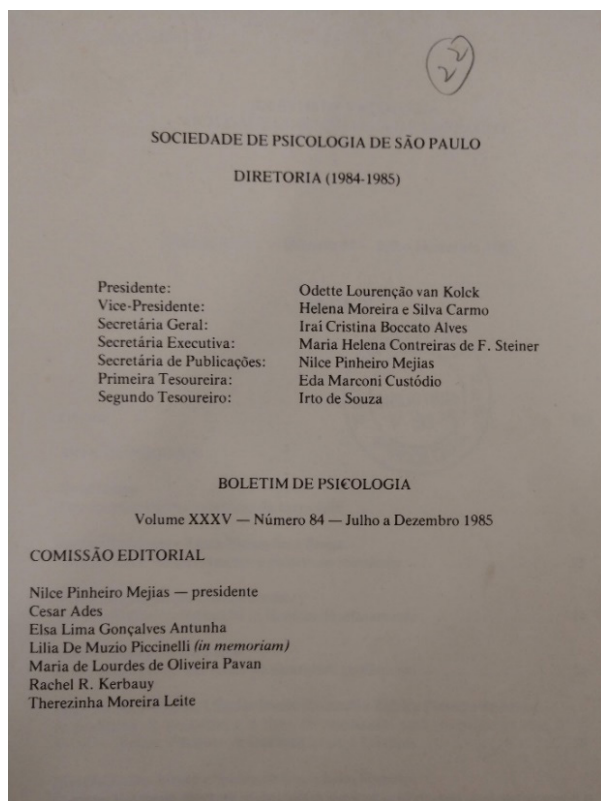 22
SOCIEDADE DE PSICOLOGIA DE SÃO PAULO
DIRETORIA (1984-1985)
Presidente: Odette Lourenção van Kolck
Vice-Presidente: Helena Moreira e Silva Carmo
Secretária Geral: Iraí Cristina Boccato Alves
Secretária Executiva: Maria Helena Contreiras de F. Steiner
Secretária de Publicações: Nilce Pinheiro Mejias
Primeira Tesoureira: Eda Marconi Custódio
Segundo Tesoureiro: Irto de Souza
BOLETIM DE PSI€OLOGIA
Volume XXXV — Número 84 — Julho a Dezembro 1985
COMISSÃO EDITORIAL
Nilce Pinheiro Mejias — presidente
Cesar Ades
Elsa Lima Gonçalves Antunha
Lilia De Muzio Piccinelli (in memoriam)
Maria de Lourdes de Oliveira Pavan
Rachel R. Kerbauy
Therezinha Moreira Leite